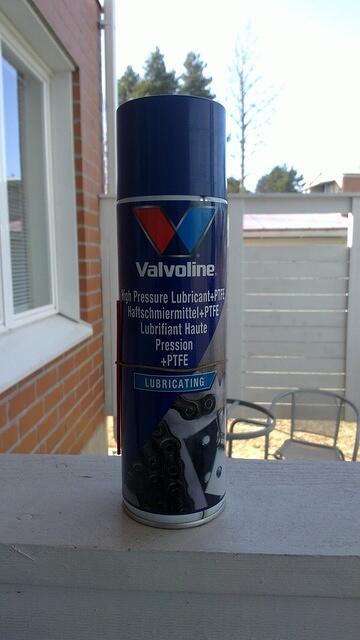 Valvoline
High Pressure Lubricant+PTFE
Haftschmiermittel+PTFE
Lubrifiant Haute
Pression
+PTFE
LUBRICATING